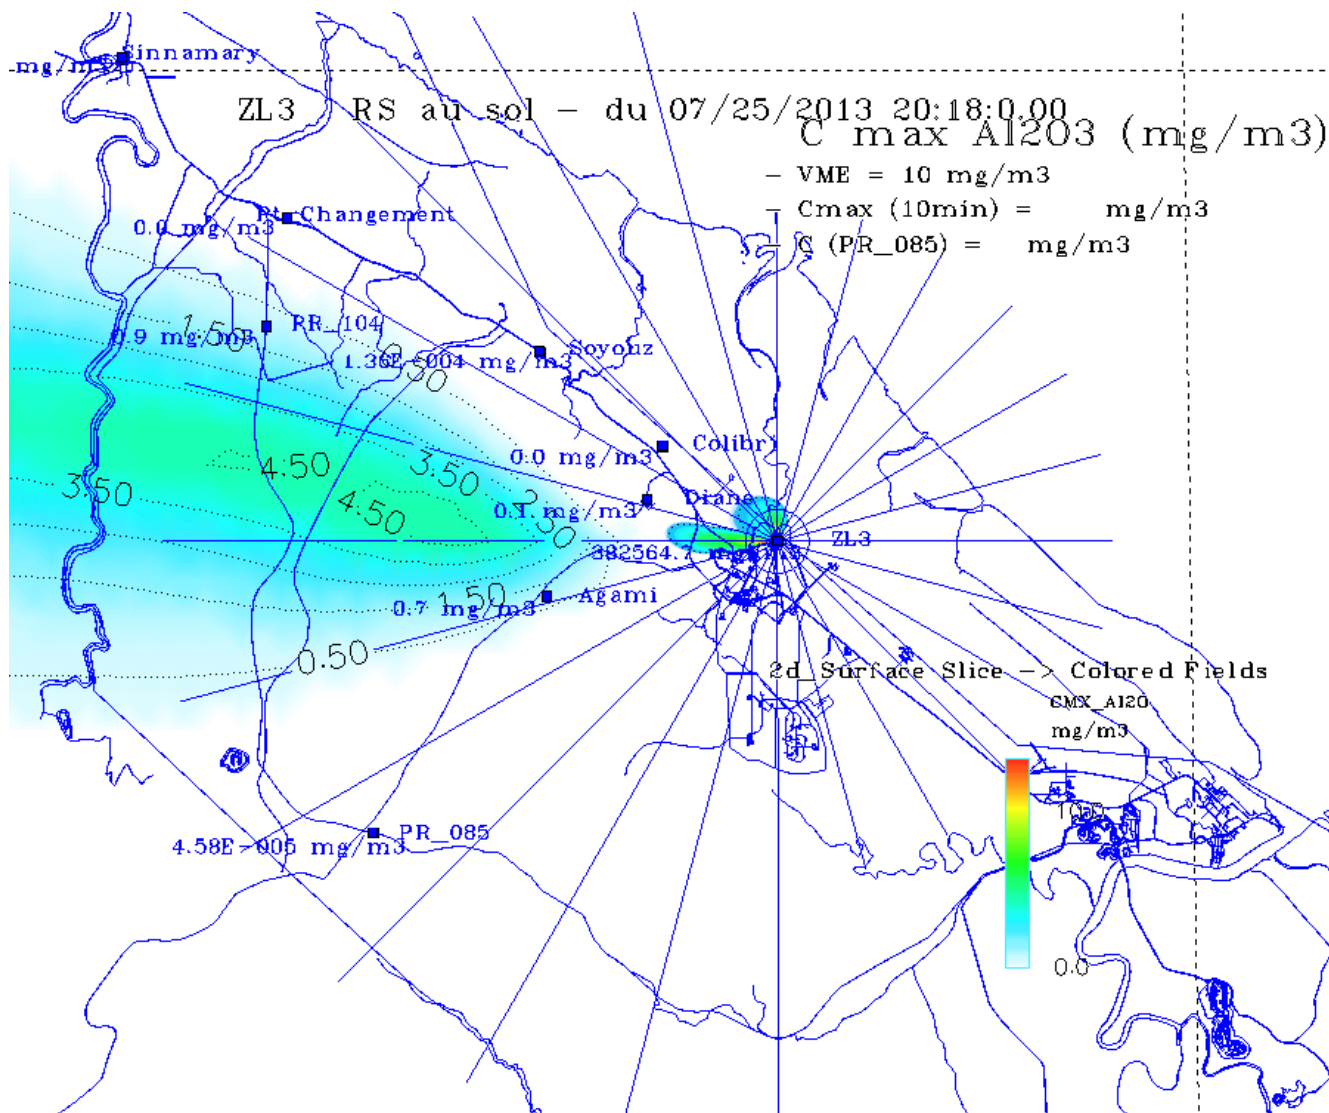 Sinnamary
mg/m3
ZL3 RS au sol - du 07/25/2013 20:18:0.00
C max Al2O3 (mg/m3)
- VME = 10 mg/m3
- Cmax (10min) = mg/m3
- C (PR_085) = mg/m3
Pt Changement
0.0 mg/m3
PR_104
0.9 mg/m3
1.50
0.50
Soyouz
1.36E-004 mg/m3
Colibri
0.0 mg/m3
4.50
3.50
3.50
4.50
2.50
Diane
0.1 mg/m3
ZL3
382564.7 mg/m3
Agami
0.7 mg/m3
1.50
0.50
2d_Surface Slice -> Colored Fields
CMX_Al2O
mg/m3
10.0
0.0
PR_085
4.58E-005 mg/m3